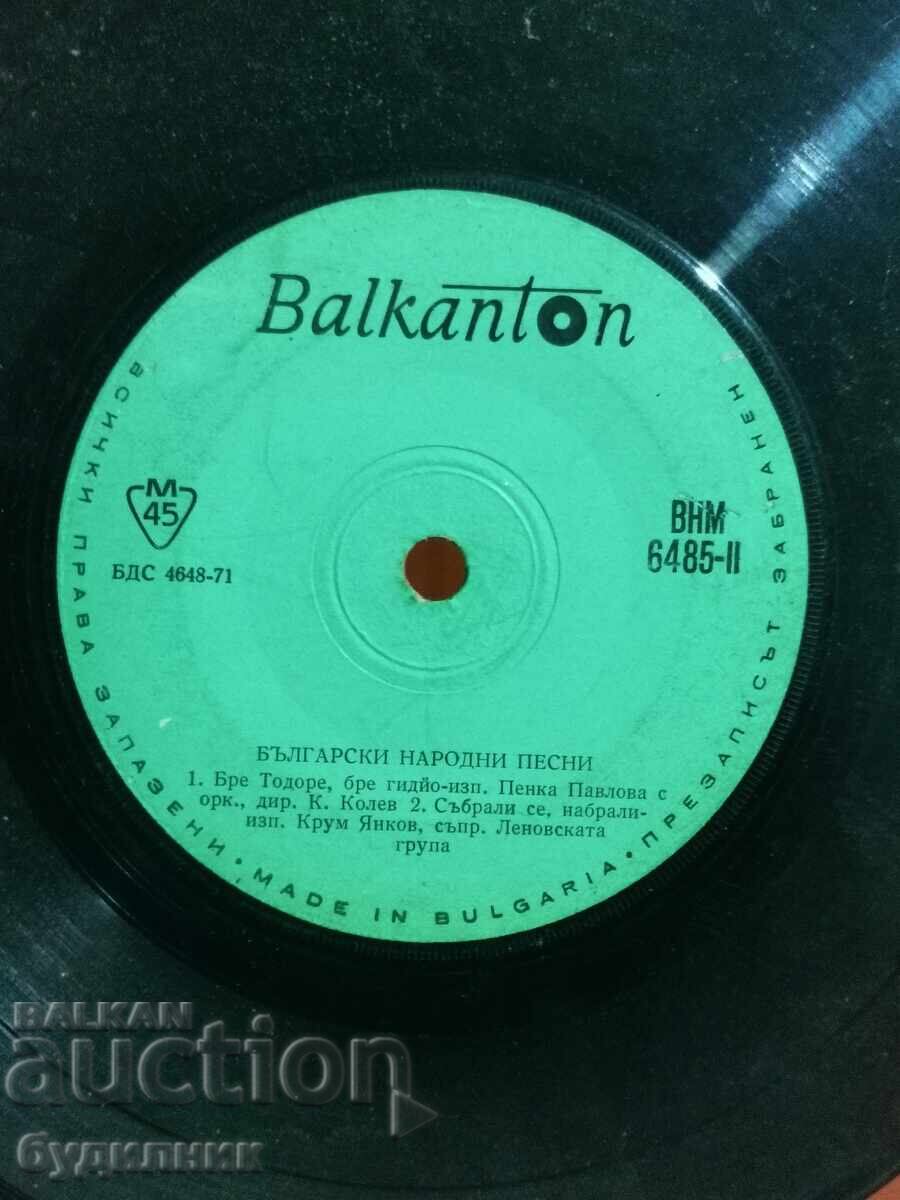 Balkanton
М
45
БДС 4648-71
ВНМ
6485-II
БЪЛГАРСКИ НАРОДНИ ПЕСНИ
1. Бре Тодоре, бре гидйо-изп. Пенка Павлова с
орк., дир. К. Колев 2. Събрали се, набрали-
изп. Крум Янков, съпр. Леновската
група
ВСИЧКИ ПРАВА ЗАПАЗЕНИ • MADE IN BULGARIA • ПРЕЗАПИСЪТ ЗАБРАНЕН
BALKAN
auction
будилник